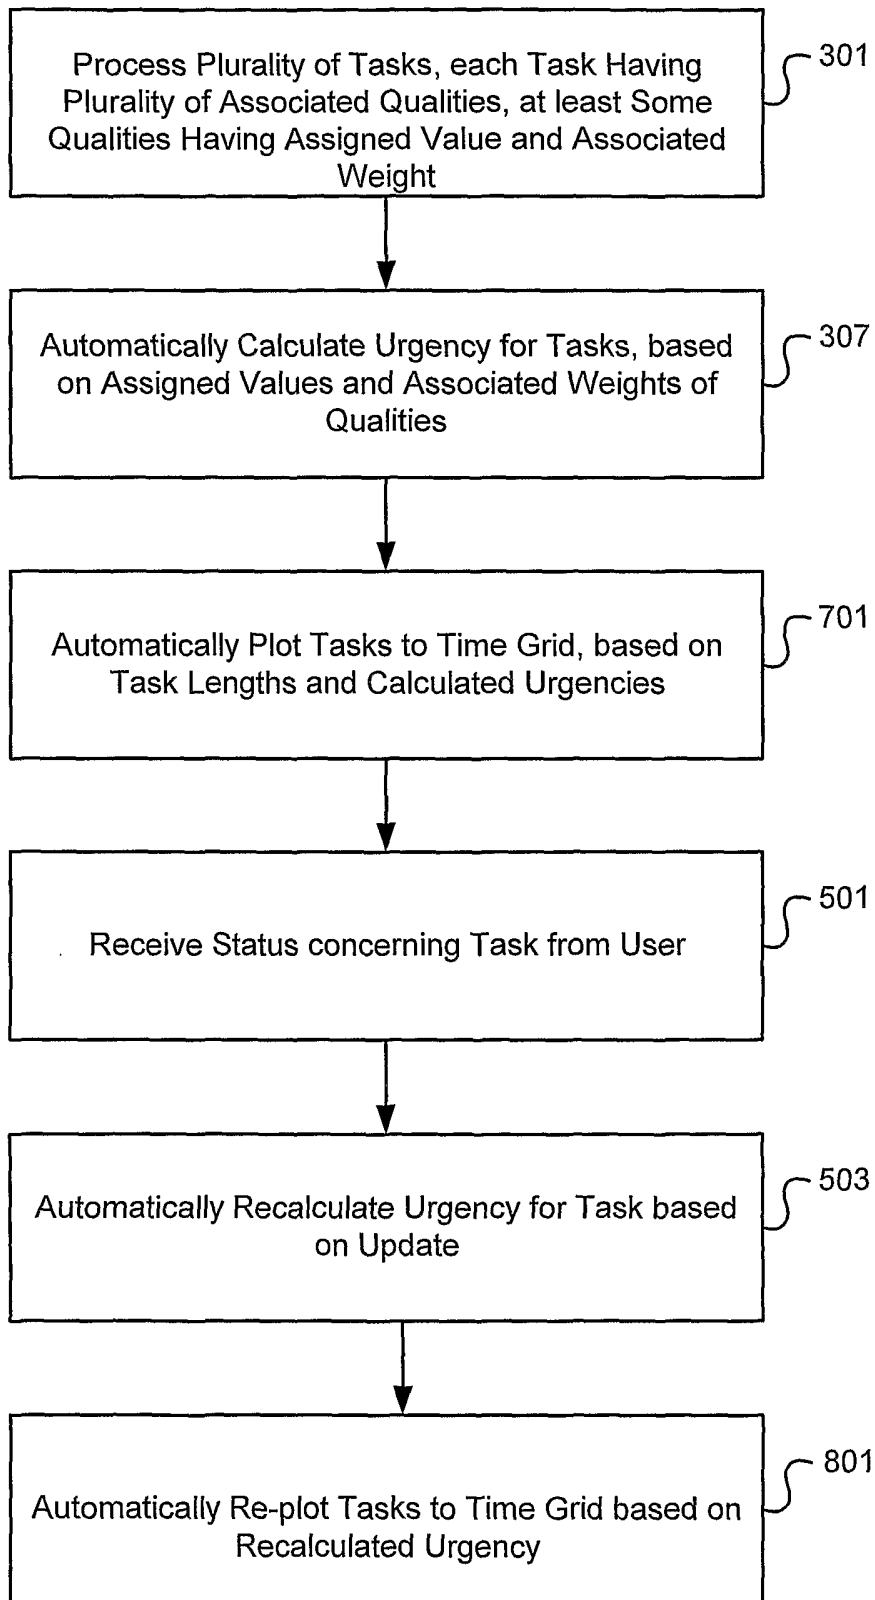 Process Plurality of Tasks, each Task Having
Plurality of Associated Qualities, at least Some
Qualities Having Assigned Value and Associated
Weight
301
Automatically Calculate Urgency for Tasks, based
on Assigned Values and Associated Weights of
Qualities
307
Automatically Plot Tasks to Time Grid, based on
Task Lengths and Calculated Urgencies
701
Receive Status concerning Task from User
501
Automatically Recalculate Urgency for Task based
on Update
503
Automatically Re-plot Tasks to Time Grid based on
Recalculated Urgency
801